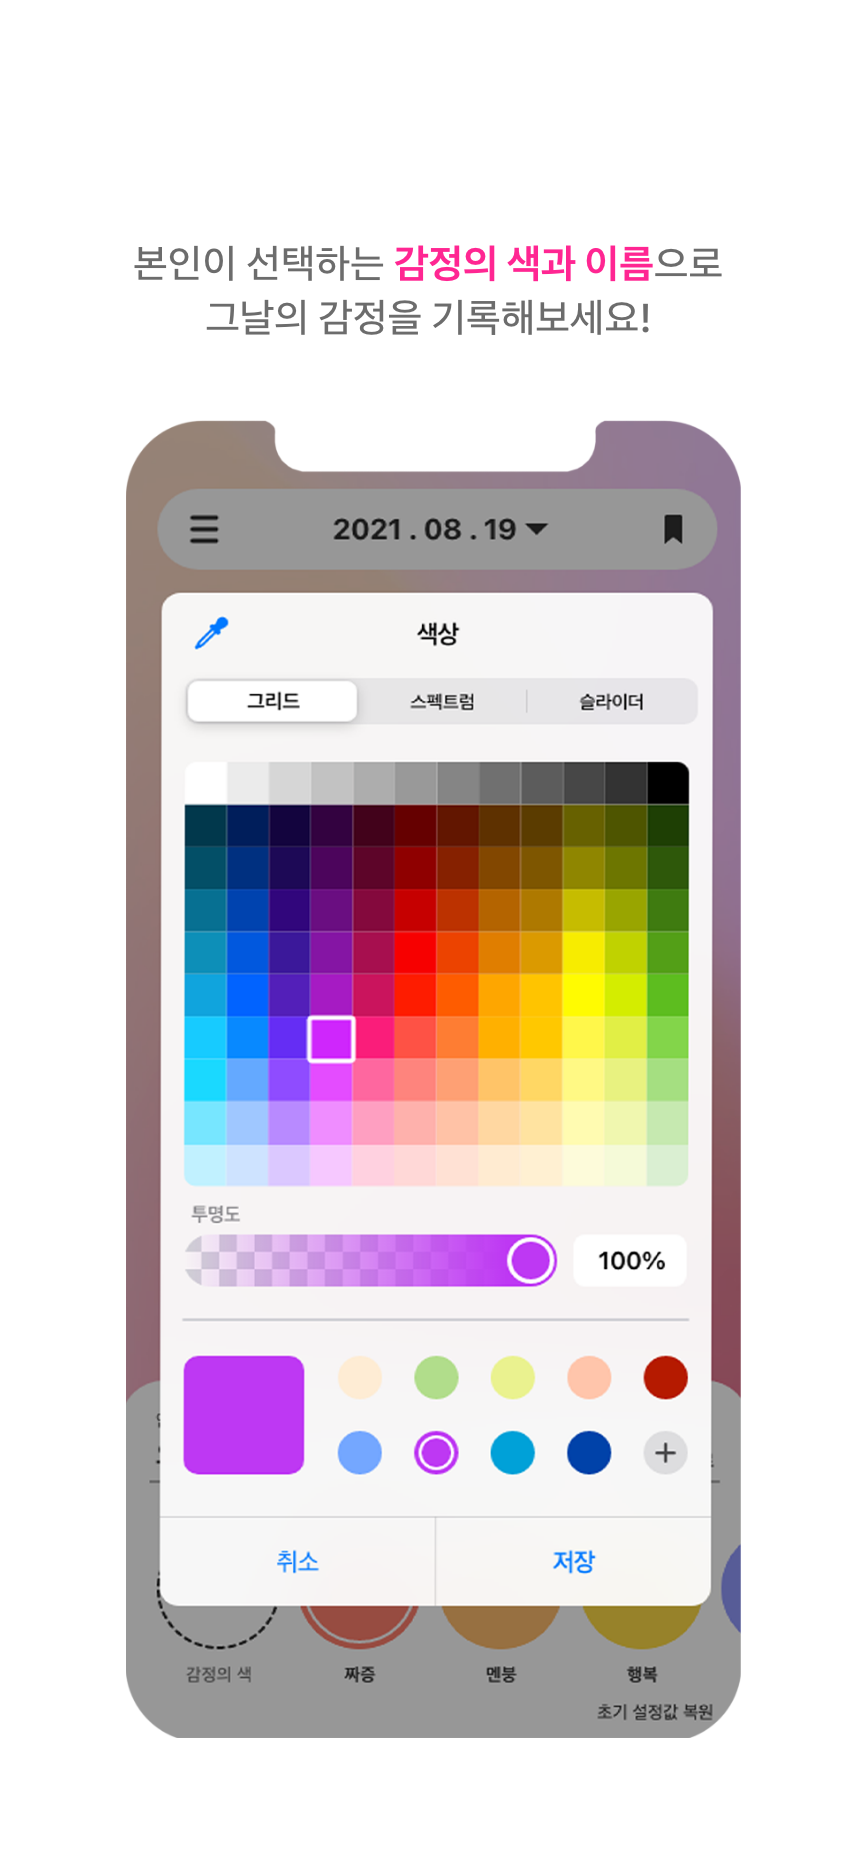 본인이 선택하는 감정의 색과 이름으로
그날의 감정을 기록해보세요!
2021 . 08 . 19
색상
그리드 스펙트럼 슬라이더
투명도
100%
취소 저장
감정의 색 짜증 멘붕 행복
초기 설정값 복원